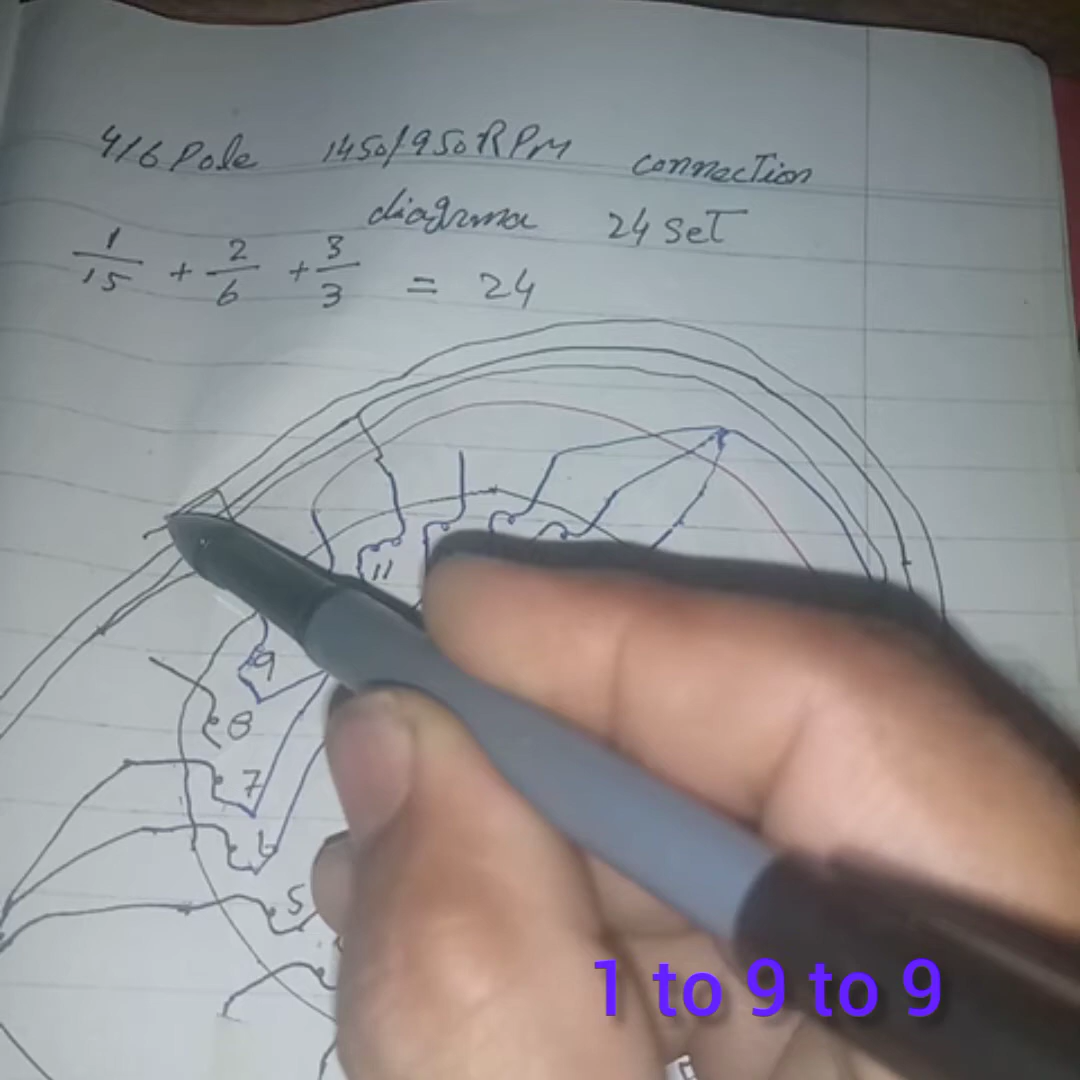 4/6 Pole 1450/950 RPM connection
diagrma 24 seT
1/15 + 2/6 + 3/3 = 24
11
9
8
7
6
5
1 to 9 to 9